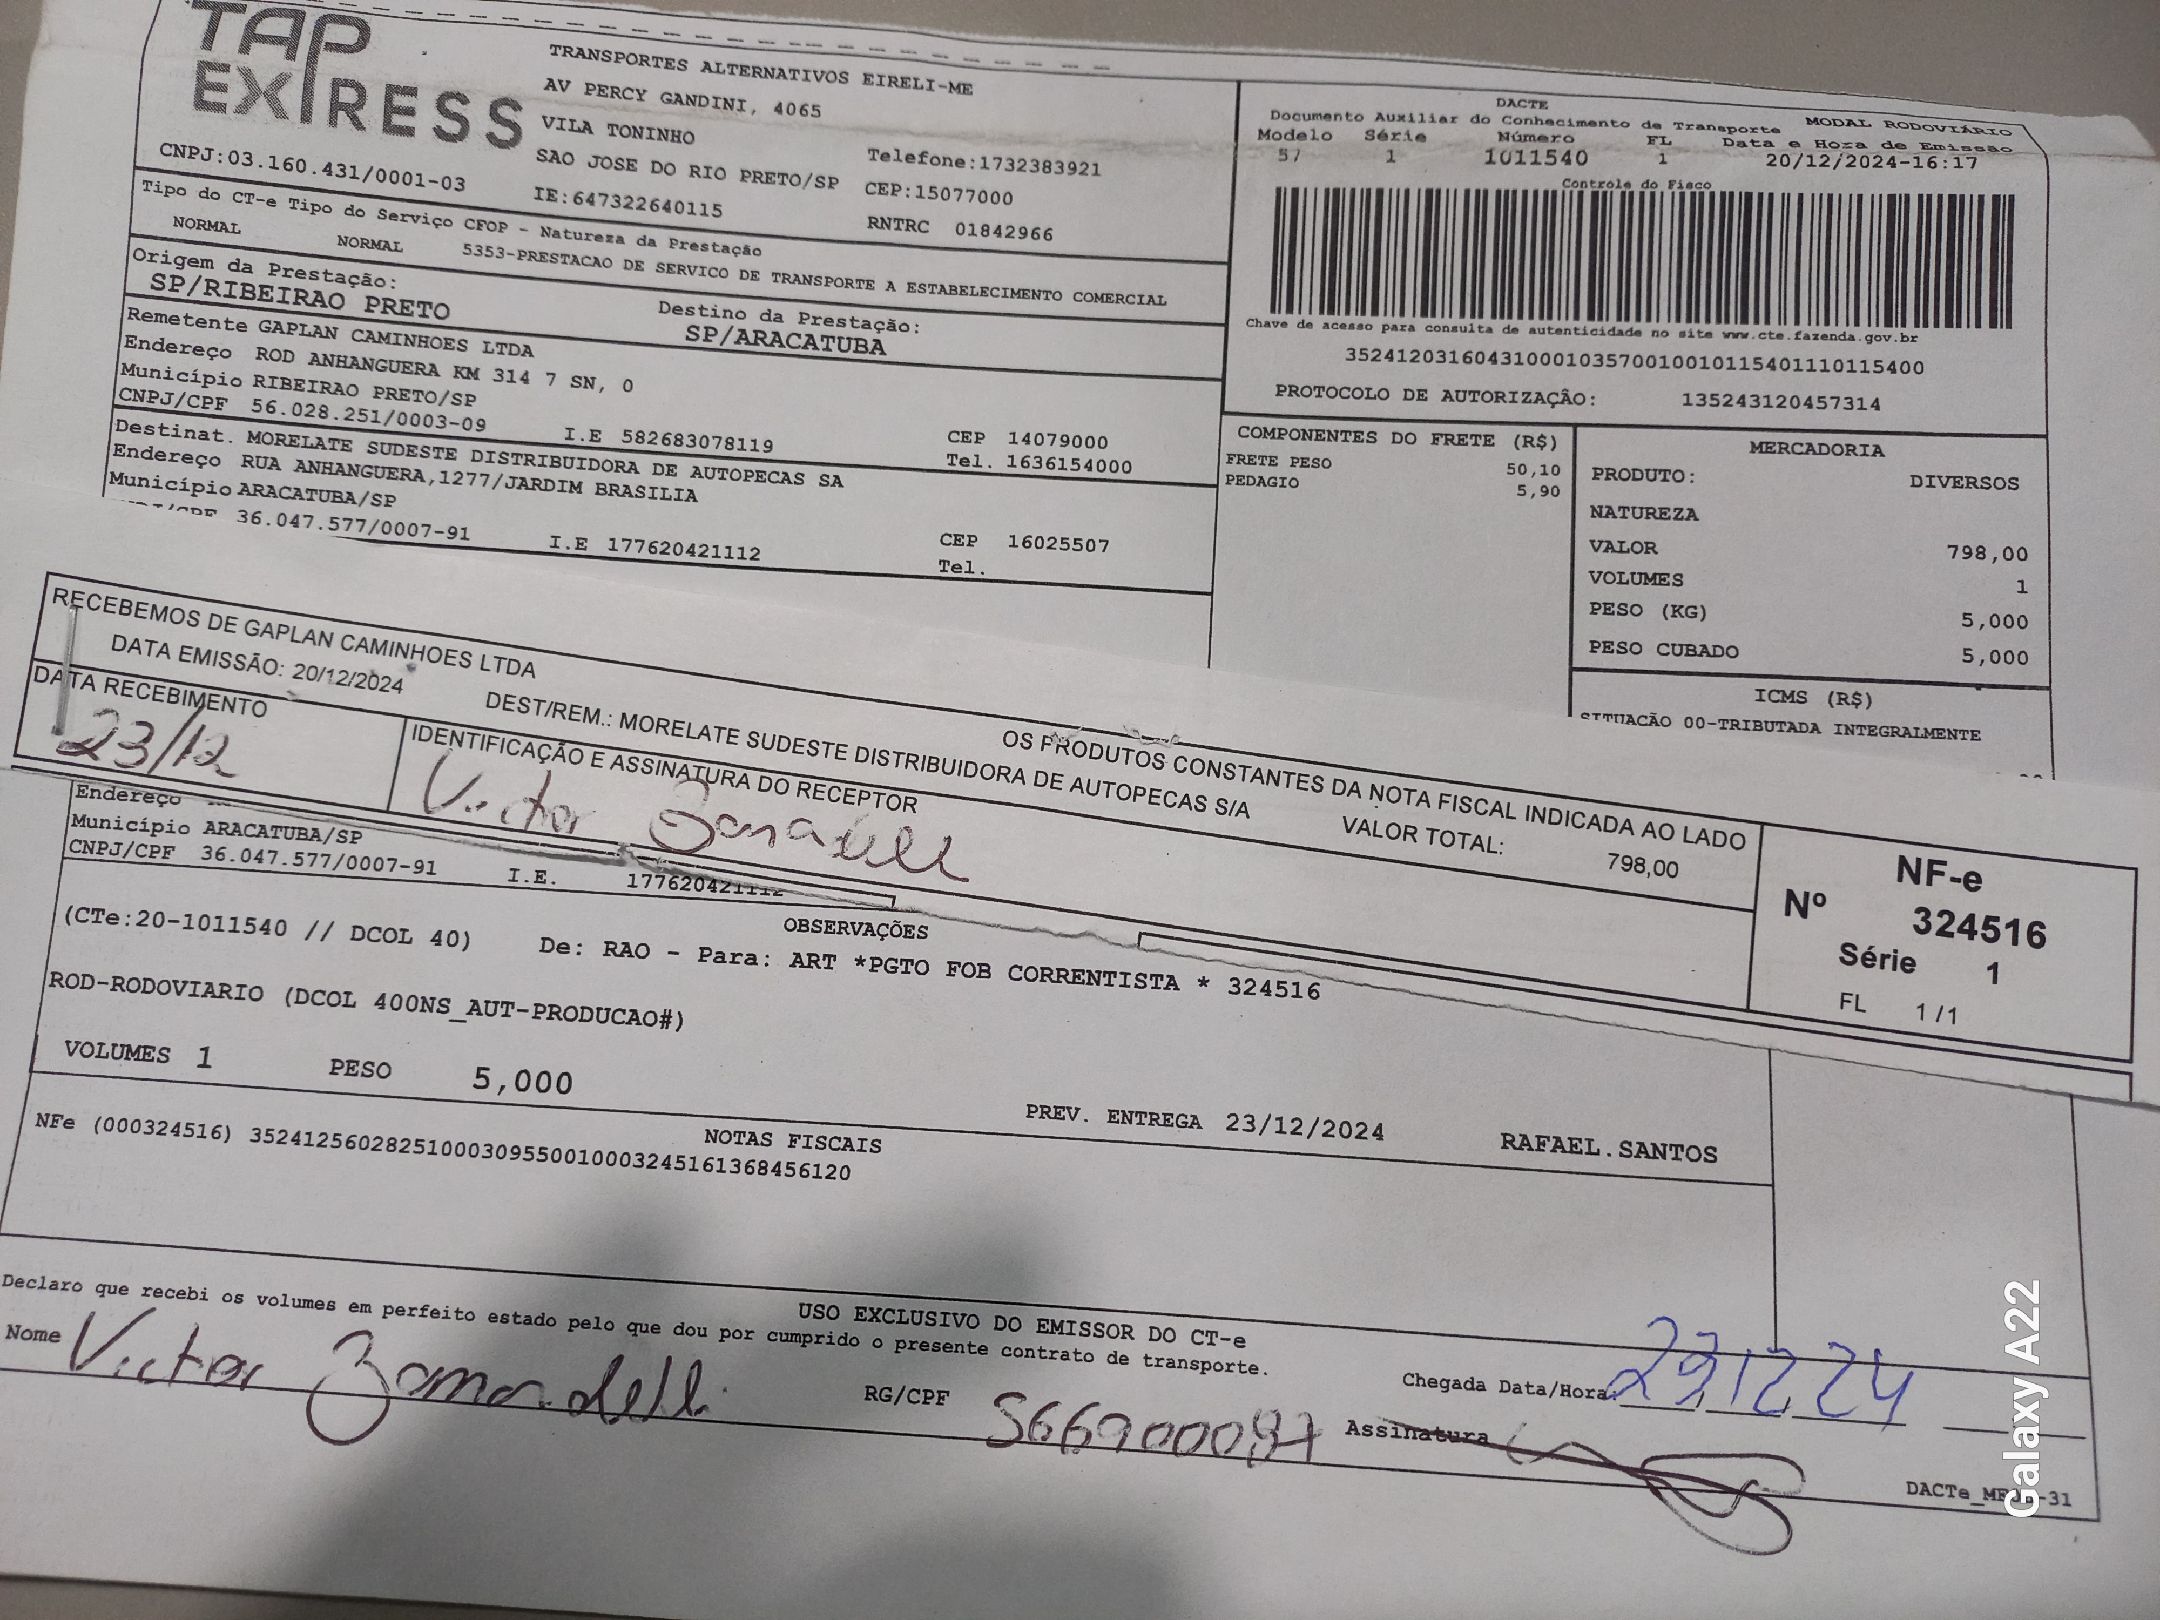 TAP
EXPRESS
CNPJ:03.160.431/0001-03
TRANSPORTES ALTERNATIVOS EIRELI-ME
AV PERCY GANDINI, 4065
VILA TONINHO
SAO JOSE DO RIO PRETO/SP
IE:647322640115
Telefone:1732383921
CEP:15077000
RNTRC 01842966
Tipo do CT-e Tipo do Serviço CFOP - Natureza da Prestação
NORMAL NORMAL 5353-PRESTACAO DE SERVICO DE TRANSPORTE A ESTABELECIMENTO COMERCIAL
Origem da Prestação: Destino da Prestação:
SP/RIBEIRAO PRETO SP/ARACATUBA
Remetente GAPLAN CAMINHOES LTDA
Endereço ROD ANHANGUERA KM 314 7 SN, 0
Município RIBEIRAO PRETO/SP CEP 14079000
CNPJ/CPF 56.028.251/0003-09 I.E 582683078119 Tel. 1636154000
Destinat. MORELATE SUDESTE DISTRIBUIDORA DE AUTOPECAS SA
Endereço RUA ANHANGUERA,1277/JARDIM BRASILIA
Município ARACATUBA/SP CEP 16025507
36.047.577/0007-91 I.E 177620421112 Tel.
DACTE
Documento Auxiliar do Conhecimento de Transporte MODAL RODOVIÁRIO
Modelo Série Número FL Data e Hora de Emissão
57 1 1011540 1 20/12/2024-16:17
Controle do Fisco
Chave de acesso para consulta de autenticidade no site www.cte.fazenda.gov.br
35241203160431000103570010010115401110115400
PROTOCOLO DE AUTORIZAÇÃO: 135243120457314
COMPONENTES DO FRETE (R$)
FRETE PESO 50,10
PEDAGIO 5,90
MERCADORIA
PRODUTO: DIVERSOS
NATUREZA
VALOR 798,00
VOLUMES 1
PESO (KG) 5,000
PESO CUBADO 5,000
ICMS (R$)
SITUAÇÃO 00-TRIBUTADA INTEGRALMENTE
RECEBEMOS DE GAPLAN CAMINHOES LTDA OS PRODUTOS CONSTANTES DA NOTA FISCAL INDICADA AO LADO
DATA EMISSÃO: 20/12/2024 DEST/REM.: MORELATE SUDESTE DISTRIBUIDORA DE AUTOPECAS S/A VALOR TOTAL: 798,00
DATA RECEBIMENTO IDENTIFICAÇÃO E ASSINATURA DO RECEPTOR
23/12 Victor
NF-e
Nº 324516
Série 1
FL 1 /1
Endereço
Município ARACATUBA/SP
CNPJ/CPF 36.047.577/0007-91 I.E. 177620421112
OBSERVAÇÕES
(CTe:20-1011540 // DCOL 40) De: RAO - Para: ART *PGTO FOB CORRENTISTA * 324516
ROD-RODOVIARIO (DCOL 400NS_AUT-PRODUCAO#)
VOLUMES 1 PESO 5,000 PREV. ENTREGA 23/12/2024 RAFAEL.SANTOS
NOTAS FISCAIS
NFe (000324516) 35241256028251000309550010003245161368456120
USO EXCLUSIVO DO EMISSOR DO CT-e
Declaro que recebi os volumes em perfeito estado pelo que dou por cumprido o presente contrato de transporte.
Nome Victor RG/CPF Chegada Data/Hora
Assinatura
Galaxy A22